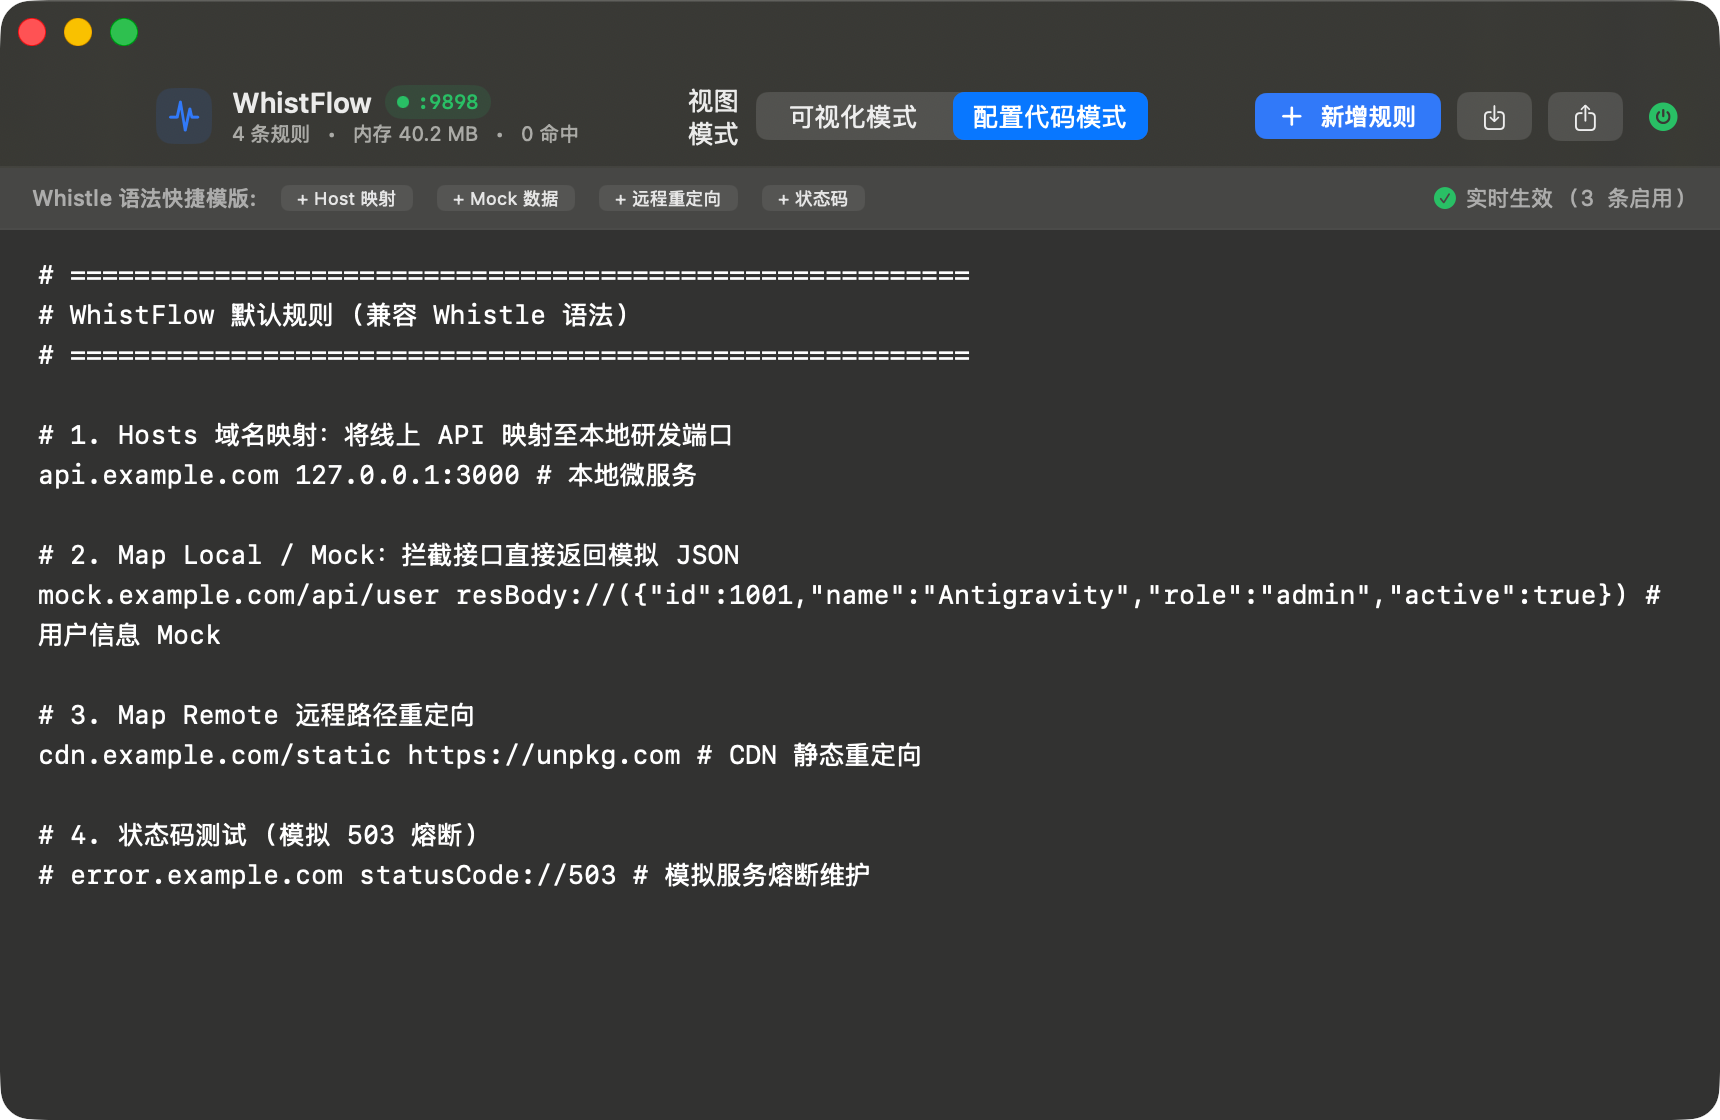 WhistFlow :9898
4 条规则 • 内存 40.2 MB • 0 命中
视图
模式
可视化模式 配置代码模式
+ 新增规则
Whistle 语法快捷模版: + Host 映射 + Mock 数据 + 远程重定向 + 状态码
实时生效 (3 条启用)
# ========================================================
# WhistFlow 默认规则 (兼容 Whistle 语法)
# ========================================================
# 1. Hosts 域名映射: 将线上 API 映射至本地研发端口
api.example.com 127.0.0.1:3000 # 本地微服务
# 2. Map Local / Mock: 拦截接口直接返回模拟 JSON
mock.example.com/api/user resBody://({"id":1001,"name":"Antigravity","role":"admin","active":true}) #
用户信息 Mock
# 3. Map Remote 远程路径重定向
cdn.example.com/static https://unpkg.com # CDN 静态重定向
# 4. 状态码测试 (模拟 503 熔断)
# error.example.com statusCode://503 # 模拟服务熔断维护